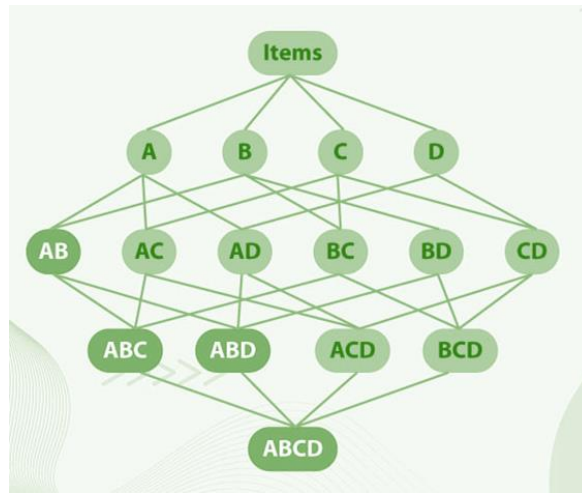 Items
A B C D
AB AC AD BC BD CD
ABC ABD ACD BCD
ABCD